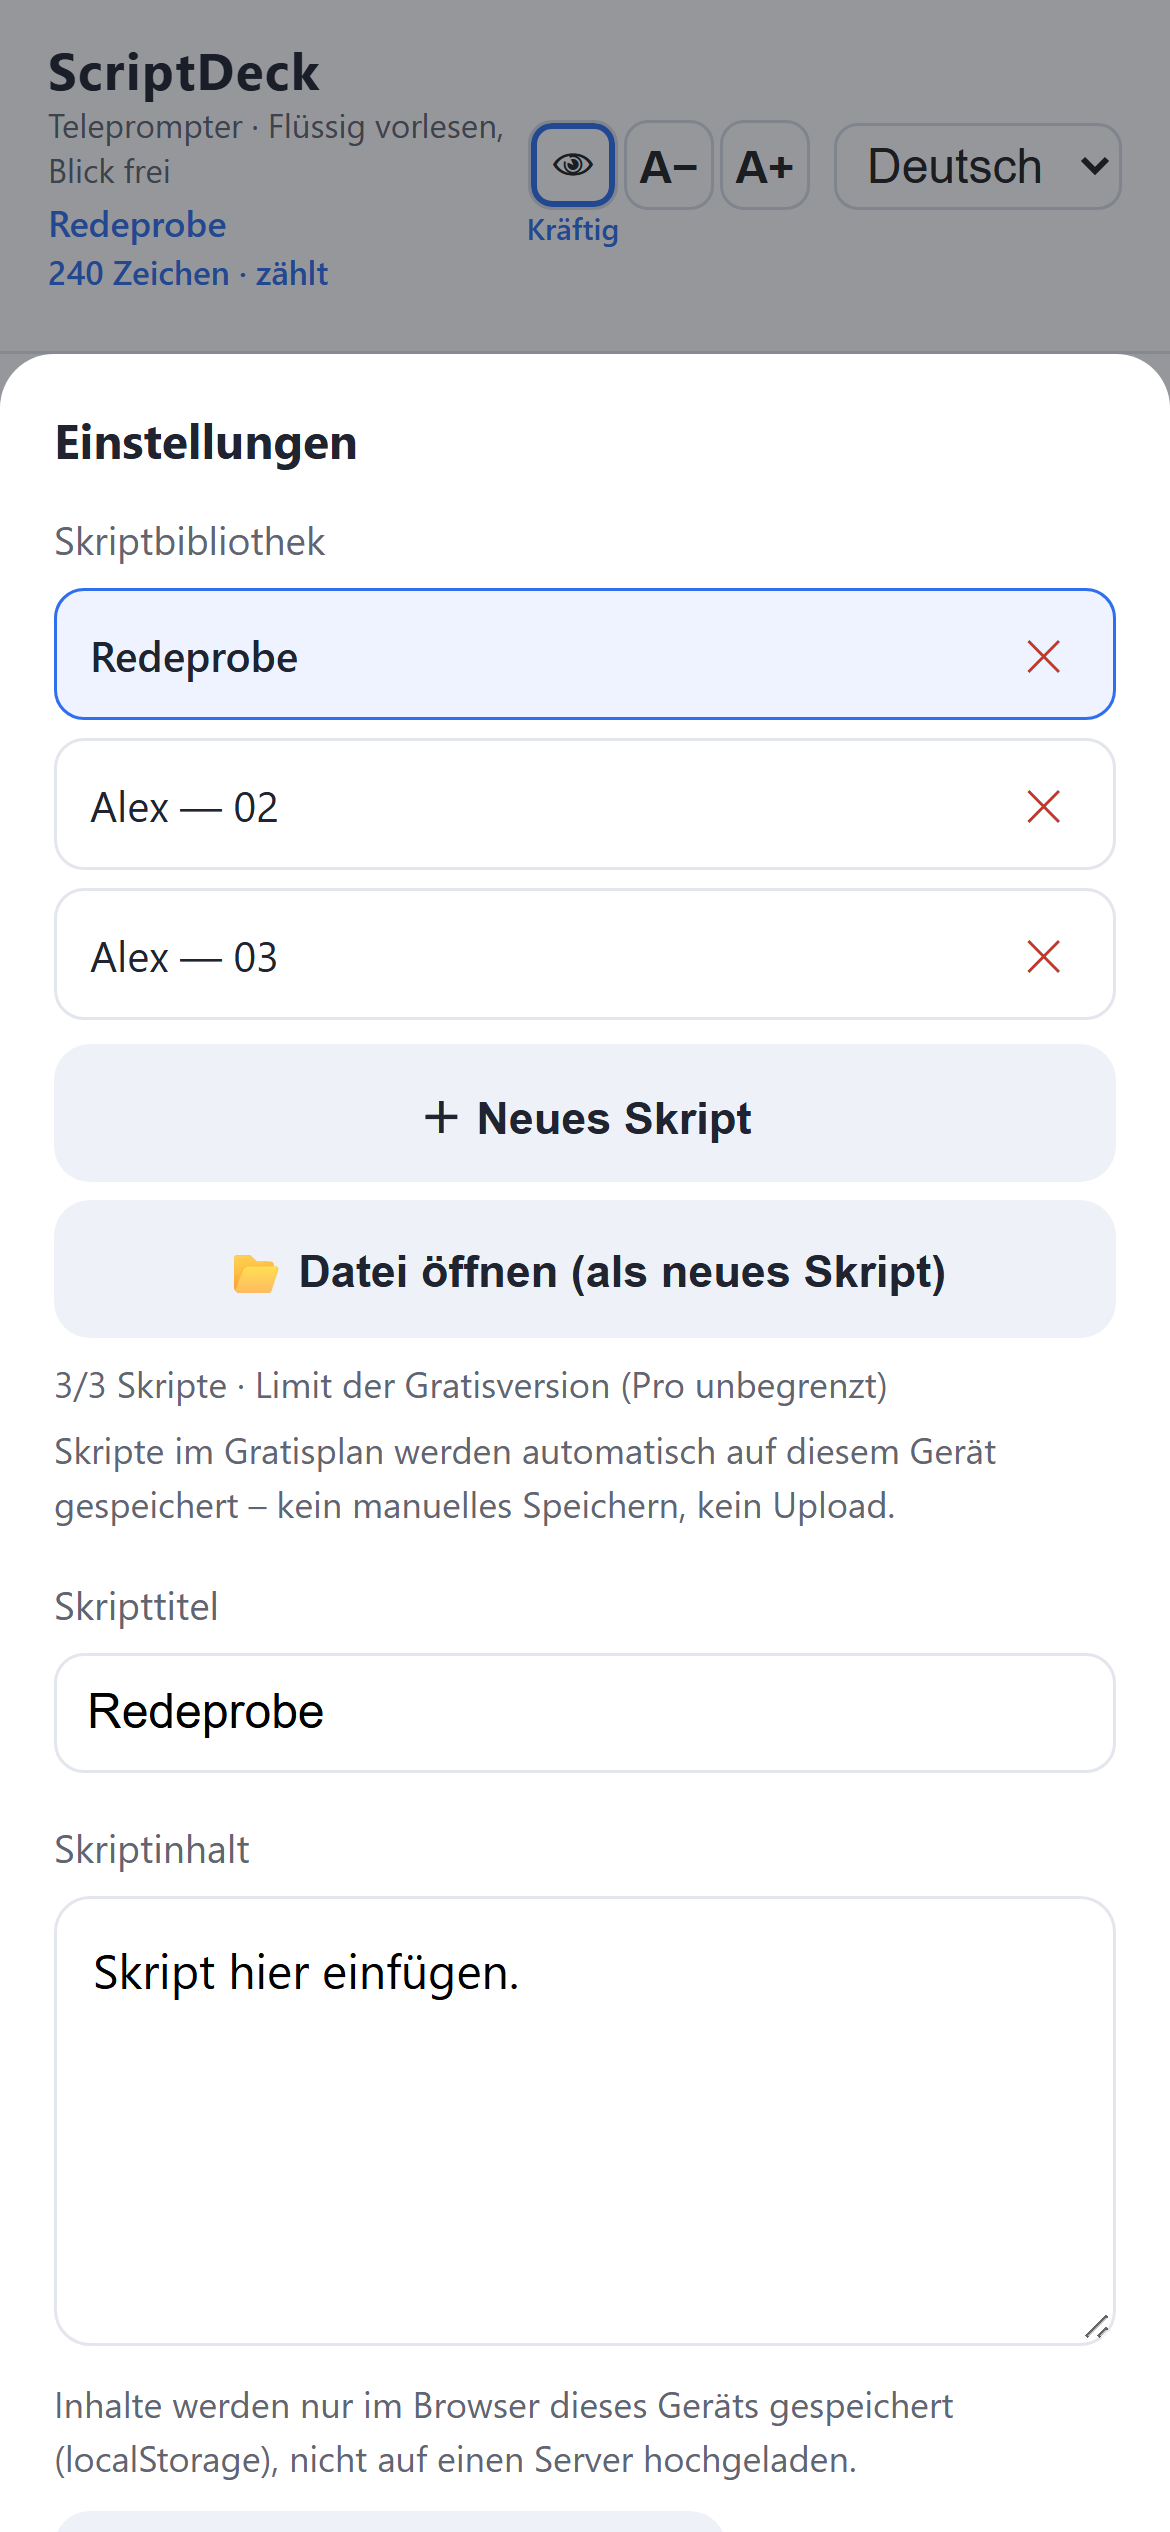 ScriptDeck
Teleprompter · Flüssig vorlesen,
Blick frei
Redeprobe
240 Zeichen · zählt
Kräftig
A−
A+
Deutsch
Einstellungen
Skriptbibliothek
Redeprobe
Alex — 02
Alex — 03
+ Neues Skript
Datei öffnen (als neues Skript)
3/3 Skripte · Limit der Gratisversion (Pro unbegrenzt)
Skripte im Gratisplan werden automatisch auf diesem Gerät
gespeichert – kein manuelles Speichern, kein Upload.
Skripttitel
Redeprobe
Skriptinhalt
Skript hier einfügen.
Inhalte werden nur im Browser dieses Geräts gespeichert
(localStorage), nicht auf einen Server hochgeladen.